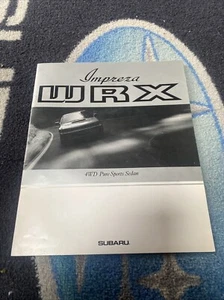 Impreza
WRX
4WD Pure Sports Sedan
SUBARU